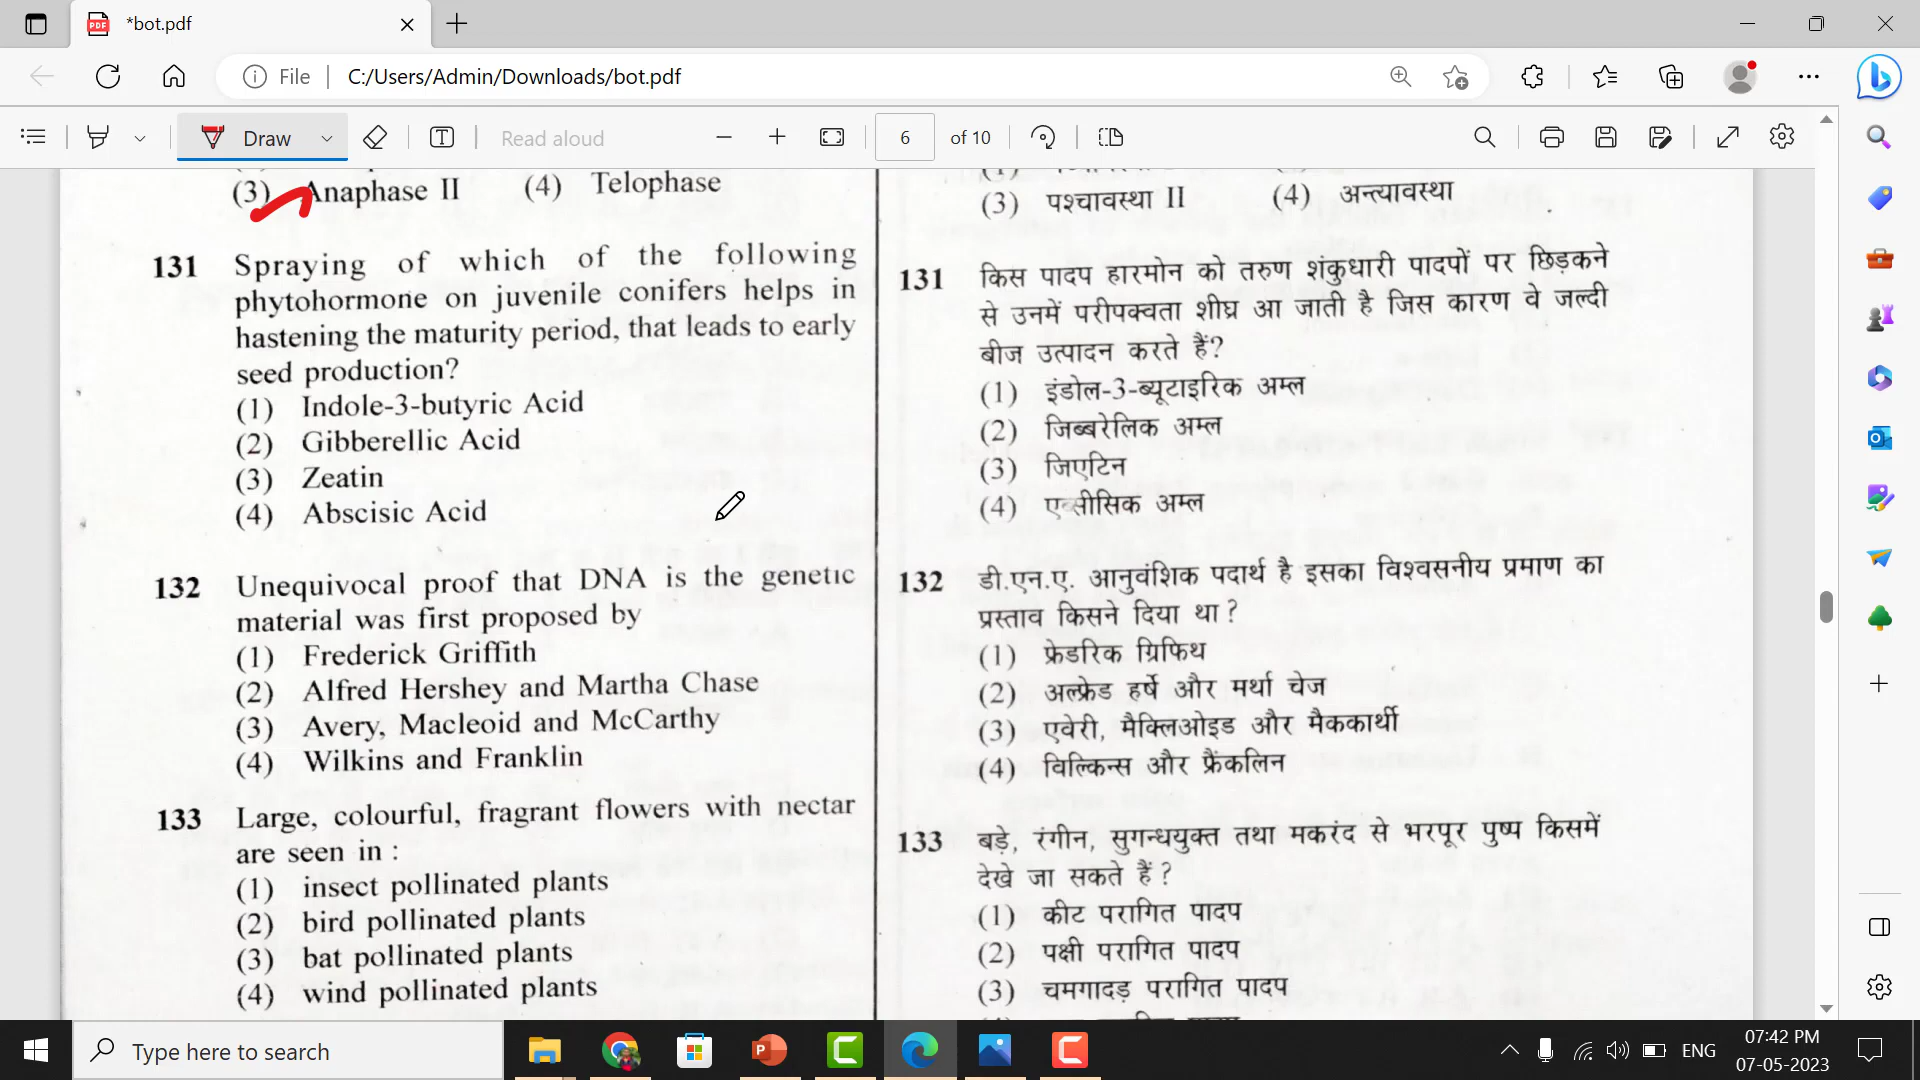 *bot.pdf
File
C:/Users/Admin/Downloads/bot.pdf
Draw
Read aloud
6
of 10
(3) Anaphase II (4) Telophase
131 Spraying of which of the following
phytohormone on juvenile conifers helps in
hastening the maturity period, that leads to early
seed production?
(1) Indole-3-butyric Acid
(2) Gibberellic Acid
(3) Zeatin
(4) Abscisic Acid
132 Unequivocal proof that DNA is the genetic
material was first proposed by
(1) Frederick Griffith
(2) Alfred Hershey and Martha Chase
(3) Avery, Macleoid and McCarthy
(4) Wilkins and Franklin
133 Large, colourful, fragrant flowers with nectar
are seen in :
(1) insect pollinated plants
(2) bird pollinated plants
(3) bat pollinated plants
(4) wind pollinated plants
(3) पश्चावस्था II (4) अन्त्यावस्था
131 किस पादप हारमोन को तरुण शंकुधारी पादपों पर छिड़कने
से उनमें परीपक्वता शीघ्र आ जाती है जिस कारण वे जल्दी
बीज उत्पादन करते हैं?
(1) इंडोल-3-ब्यूटाइरिक अम्ल
(2) जिब्बरेलिक अम्ल
(3) जिएटिन
(4) एब्सीसिक अम्ल
132 डी.एन.ए. आनुवंशिक पदार्थ है इसका विश्वसनीय प्रमाण का
प्रस्ताव किसने दिया था?
(1) फ्रेडरिक ग्रिफिथ
(2) अल्फ्रेड हर्षे और मर्था चेज
(3) एवेरी, मैक्लिओइड और मैककार्थी
(4) विल्किन्स और फ्रैंकलिन
133 बड़े, रंगीन, सुगन्धयुक्त तथा मकरंद से भरपूर पुष्प किसमें
देखे जा सकते हैं?
(1) कीट परागित पादप
(2) पक्षी परागित पादप
(3) चमगादड़ परागित पादप
Type here to search
ENG
07:42 PM
07-05-2023